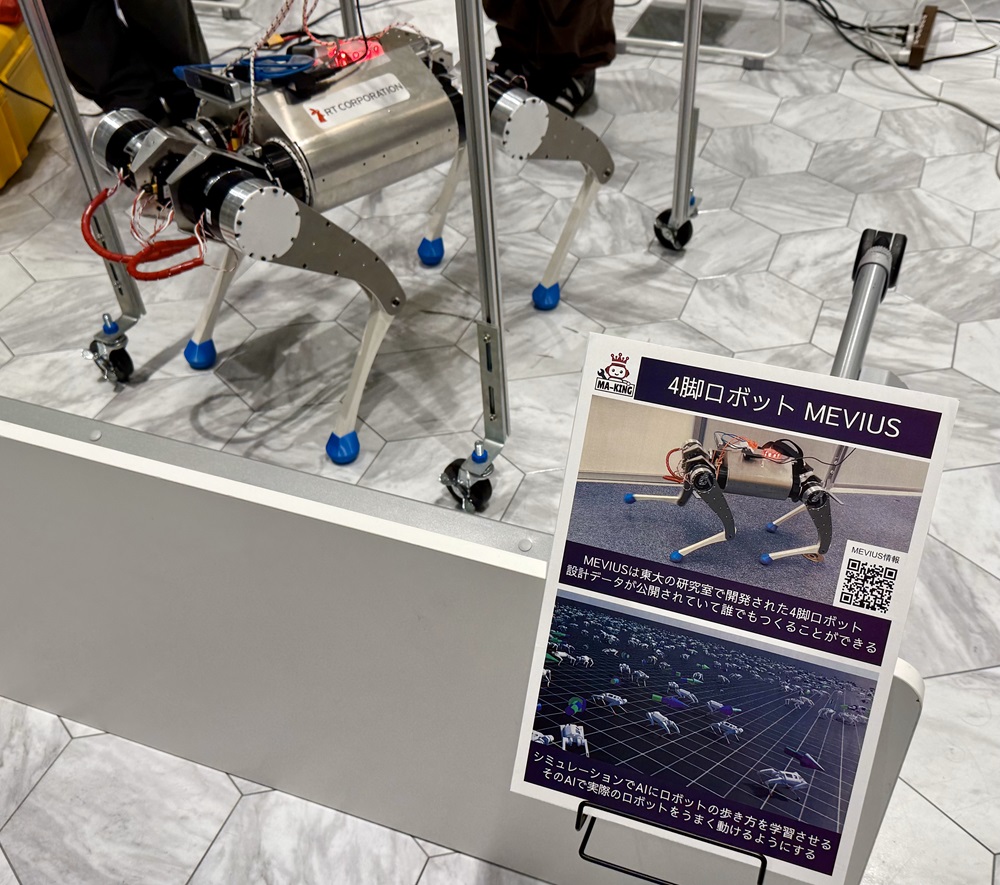 RT CORPORATION
MA-KING
4脚ロボット MEVIUS
MEVIUS情報
MEVIUSは東大の研究室で開発された4脚ロボット
設計データが公開されていて誰でもつくることができる
シミュレーションでAIにロボットの歩き方を学習させる
そのAIで実際のロボットをうまく動けるようにする